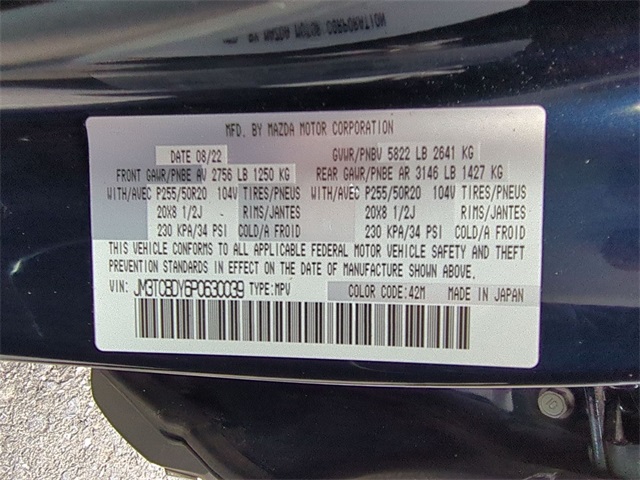 MFD. BY MAZDA MOTOR CORPORATION
DATE 08/22 GVWR/PNBV 5822 LB 2641 KG
FRONT GAWR/PNBE AV 2756 LB 1250 KG REAR GAWR/PNBE AR 3146 LB 1427 KG
WITH/AVEC P255/50R20 104V TIRES/PNEUS WITH/AVEC P255/50R20 104V TIRES/PNEUS
20X8 1/2J - RIMS/JANTES 20X8 1/2J - RIMS/JANTES
230 KPA/34 PSI COLD/A FROID 230 KPA/34 PSI COLD/A FROID
THIS VEHICLE CONFORMS TO ALL APPLICABLE FEDERAL MOTOR VEHICLE SAFETY AND THEFT
PREVENTION STANDARDS IN EFFECT ON THE DATE OF MANUFACTURE SHOWN ABOVE.
VIN: JM3TCBDY6P0630039 TYPE:MPV COLOR CODE:42M MADE IN JAPAN